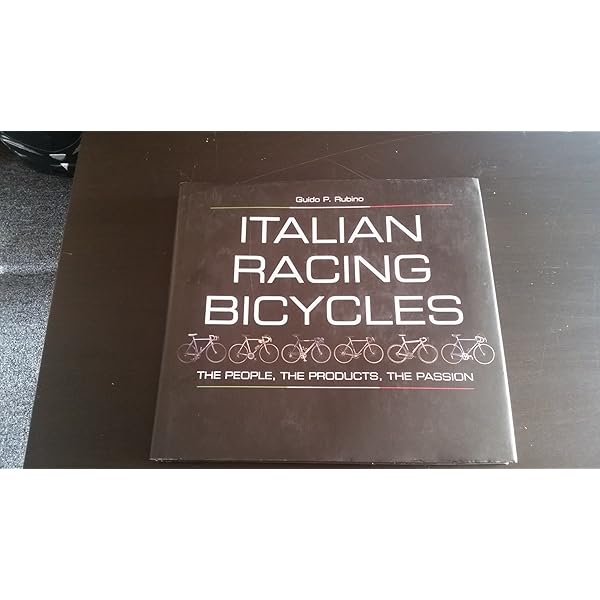 Guido P. Rubino
ITALIAN
RACING
BICYCLES
THE PEOPLE, THE PRODUCTS, THE PASSION